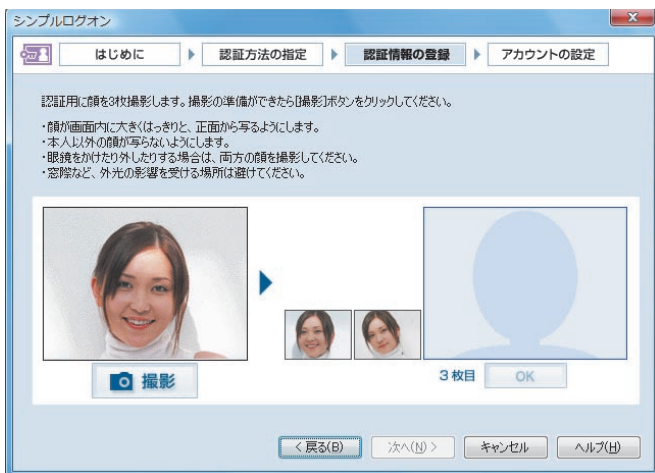 シンプルログオン
はじめに
認証方法の指定
認証情報の登録
アカウントの設定
認証用に顔を3枚撮影します。撮影の準備ができたら[撮影]ボタンをクリックしてください。
・顔が画面内に大きくはっきりと、正面から写るようにします。
・本人以外の顔が写らないようにします。
・眼鏡をかけたり外したりする場合は、両方の顔を撮影してください。
・窓際など、外光の影響を受ける場所は避けてください。
撮影
3枚目
OK
< 戻る(B)
次へ(N) >
キャンセル
ヘルプ(H)